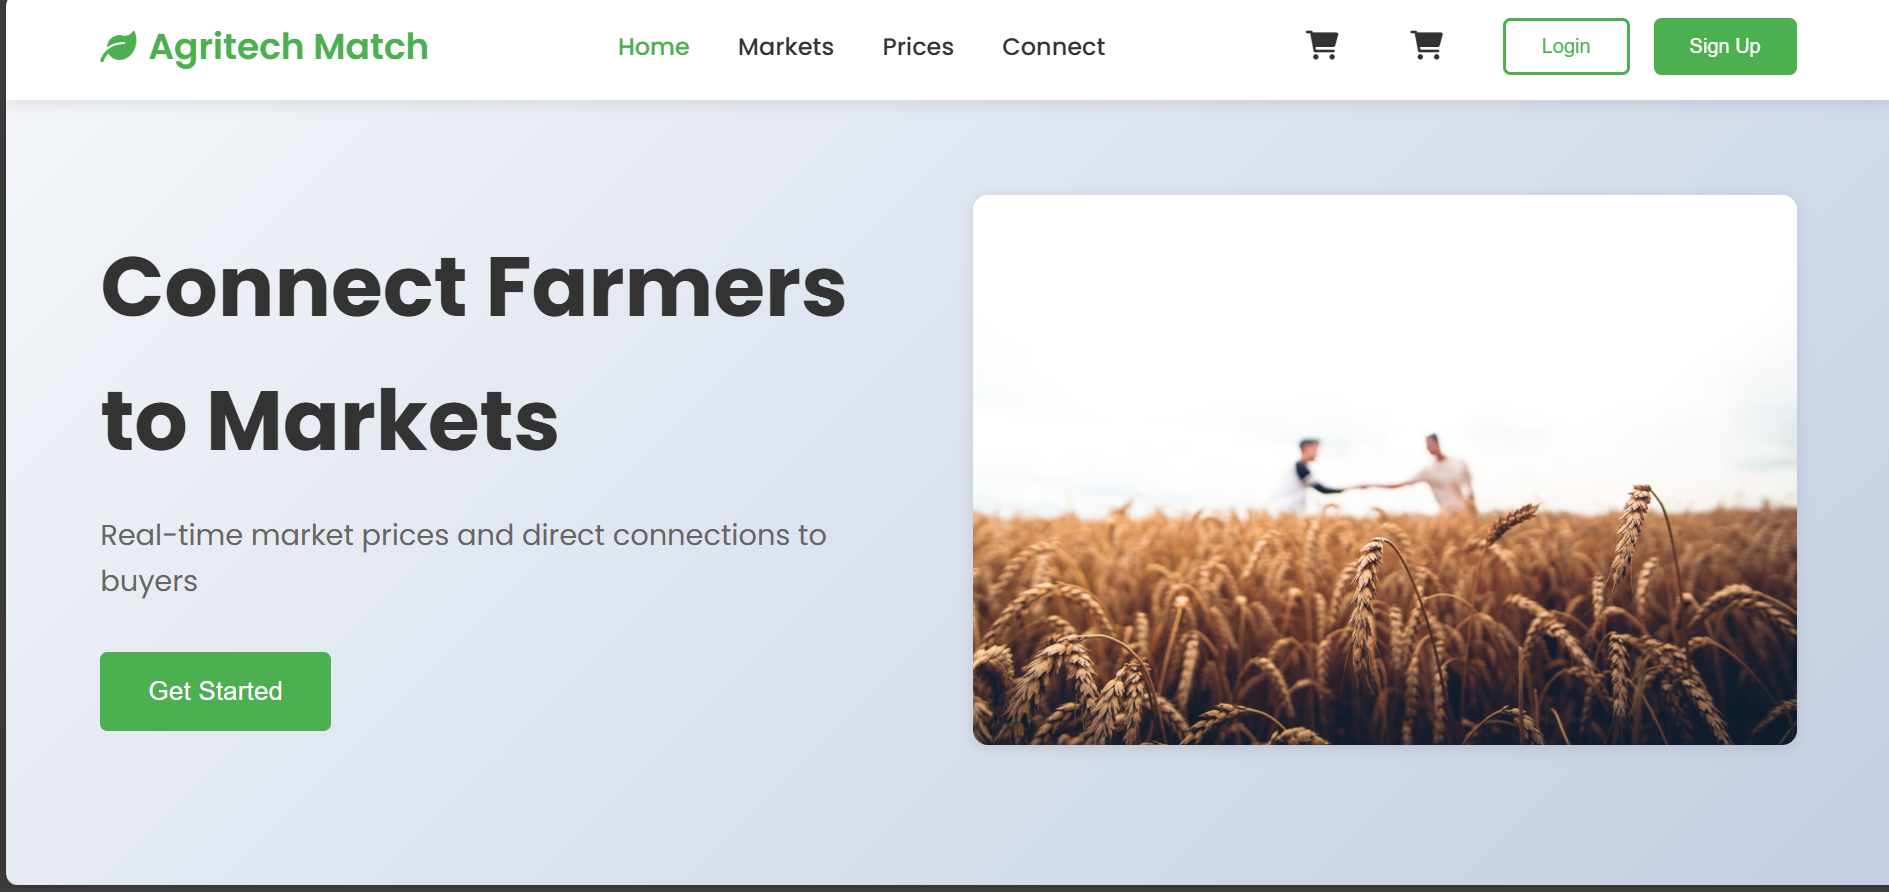 Agritech Match
Home
Markets
Prices
Connect
Login
Sign Up
Connect Farmers
to Markets
Real-time market prices and direct connections to
buyers
Get Started